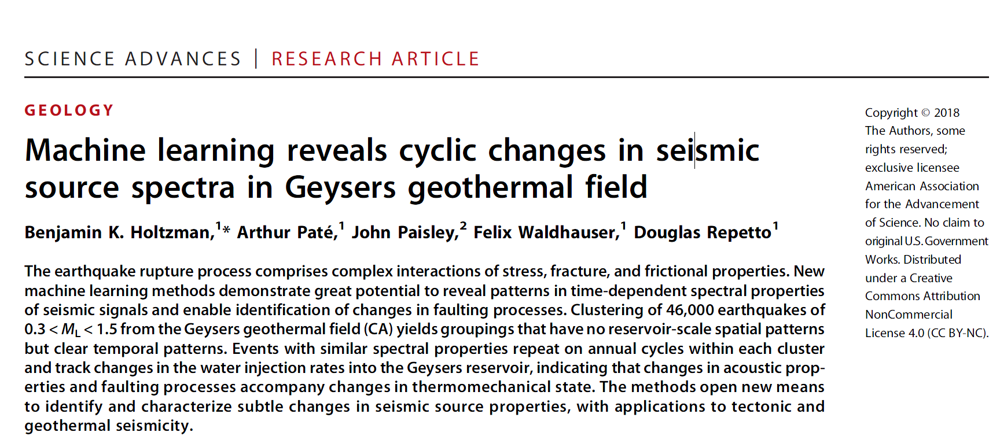 SCIENCE ADVANCES | RESEARCH ARTICLE
GEOLOGY
Machine learning reveals cyclic changes in seismic
source spectra in Geysers geothermal field
Benjamin K. Holtzman,1* Arthur Paté,1 John Paisley,2 Felix Waldhauser,1 Douglas Repetto1
The earthquake rupture process comprises complex interactions of stress, fracture, and frictional properties. New
machine learning methods demonstrate great potential to reveal patterns in time-dependent spectral properties
of seismic signals and enable identification of changes in faulting processes. Clustering of 46,000 earthquakes of
0.3 < ML < 1.5 from the Geysers geothermal field (CA) yields groupings that have no reservoir-scale spatial patterns
but clear temporal patterns. Events with similar spectral properties repeat on annual cycles within each cluster
and track changes in the water injection rates into the Geysers reservoir, indicating that changes in acoustic prop-
erties and faulting processes accompany changes in thermomechanical state. The methods open new means
to identify and characterize subtle changes in seismic source properties, with applications to tectonic and
geothermal seismicity.
Copyright © 2018
The Authors, some
rights reserved;
exclusive licensee
American Association
for the Advancement
of Science. No claim to
original U.S. Government
Works. Distributed
under a Creative
Commons Attribution
NonCommercial
License 4.0 (CC BY-NC).